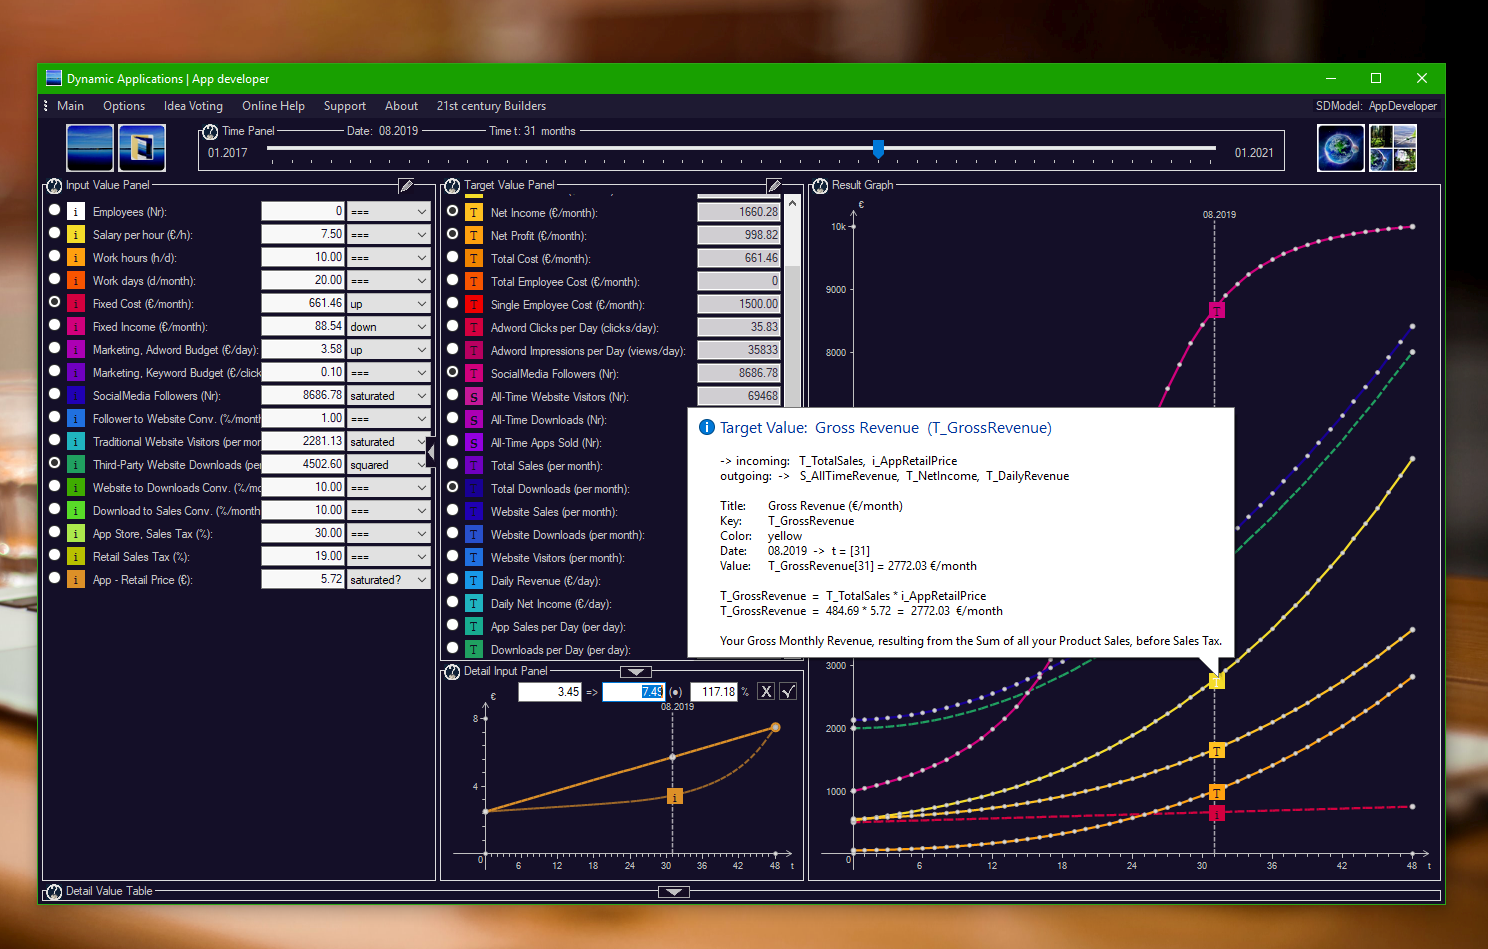 Dynamic Applications | App developer
Main Options Idea Voting Online Help Support About 21st century Builders SDModel: AppDeveloper
Time Panel Date: 08.2019 Time t: 31 months
01.2017 01.2021
Input Value Panel
i Employees (Nr): 0 ===
i Salary per hour (€/h): 7.50 ===
i Work hours (h/d): 10.00 ===
i Work days (d/month): 20.00 ===
i Fixed Cost (€/month): 661.46 up
i Fixed Income (€/month): 88.54 down
i Marketing, Adword Budget (€/day): 3.58 up
i Marketing, Keyword Budget (€/click 0.10 ===
i SocialMedia Followers (Nr): 8686.78 saturated
i Follower to Website Conv. (%/month 1.00 ===
i Traditional Website Visitors (per mor 2281.13 saturated
i Third-Party Website Downloads (per 4502.60 squared
i Website to Downloads Conv. (%/mo 10.00 ===
i Download to Sales Conv. (%/month 10.00 ===
i App Store, Sales Tax (%): 30.00 ===
i Retail Sales Tax (%): 19.00 ===
i App - Retail Price (€): 5.72 saturated?
Target Value Panel
T Net Income (€/month): 1660.28
T Net Profit (€/month): 998.82
T Total Cost (€/month): 661.46
T Total Employee Cost (€/month): 0
T Single Employee Cost (€/month): 1500.00
T Adword Clicks per Day (clicks/day): 35.83
T Adword Impressions per Day (views/day): 35833
T SocialMedia Followers (Nr): 8686.78
S All-Time Website Visitors (Nr): 69468
S All-Time Downloads (Nr):
S All-Time Apps Sold (Nr):
T Total Sales (per month):
T Total Downloads (per month):
T Website Sales (per month):
T Website Downloads (per month):
T Website Visitors (per month):
T Daily Revenue (€/day):
T Daily Net Income (€/day):
T App Sales per Day (per day):
T Downloads per Day (per day):
Detail Input Panel
3.45 => 7.49 (●) 117.18 % X
€ 08.2019
8
4
i
0 6 12 18 24 30 36 42 48 t
Result Graph
€ 08.2019
10k
9000
T
8000
Target Value: Gross Revenue (T_GrossRevenue)
-> incoming: T_TotalSales, i_AppRetailPrice
outgoing: -> S_AllTimeRevenue, T_NetIncome, T_DailyRevenue
Title: Gross Revenue (€/month)
Key: T_GrossRevenue
Color: yellow
Date: 08.2019 -> t = [31]
Value: T_GrossRevenue[31] = 2772.03 €/month
T_GrossRevenue = T_TotalSales * i_AppRetailPrice
T_GrossRevenue = 484.69 * 5.72 = 2772.03 €/month
Your Gross Monthly Revenue, resulting from the Sum of all your Product Sales, before Sales Tax.
3000
T
2000
T
1000 T
i
0 6 12 18 24 30 36 42 48 t
Detail Value Table